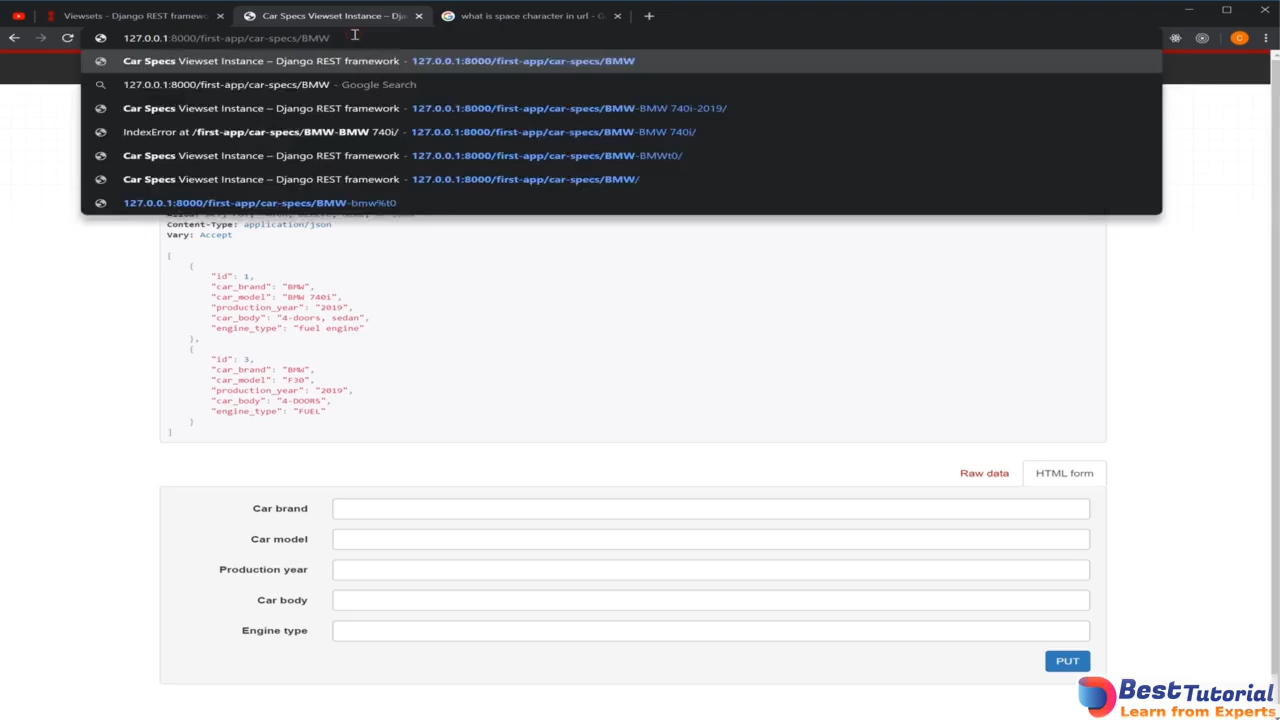 Viewsets - Django REST framewo
Car Specs Viewset Instance – Dja
what is space character in url - G
127.0.0.1:8000/first-app/car-specs/BMW
C
Car Specs Viewset Instance – Django REST framework - 127.0.0.1:8000/first-app/car-specs/BMW
127.0.0.1:8000/first-app/car-specs/BMW - Google Search
Car Specs Viewset Instance – Django REST framework - 127.0.0.1:8000/first-app/car-specs/BMW-BMW 740i-2019/
IndexError at /first-app/car-specs/BMW-BMW 740i/ - 127.0.0.1:8000/first-app/car-specs/BMW-BMW 740i/
Car Specs Viewset Instance – Django REST framework - 127.0.0.1:8000/first-app/car-specs/BMW-BMWt0/
Car Specs Viewset Instance – Django REST framework - 127.0.0.1:8000/first-app/car-specs/BMW/
127.0.0.1:8000/first-app/car-specs/BMW-bmw%t0
Content-Type: application/json
Vary: Accept
[
{
"id": 1,
"car_brand": "BMW",
"car_model": "BMW 740i",
"production_year": "2019",
"car_body": "4-doors, sedan",
"engine_type": "fuel engine"
},
{
"id": 3,
"car_brand": "BMW",
"car_model": "F30",
"production_year": "2019",
"car_body": "4-DOORS",
"engine_type": "FUEL"
}
]
Raw data
HTML form
Car brand
Car model
Production year
Car body
Engine type
PUT
BestTutorial
Learn from Experts